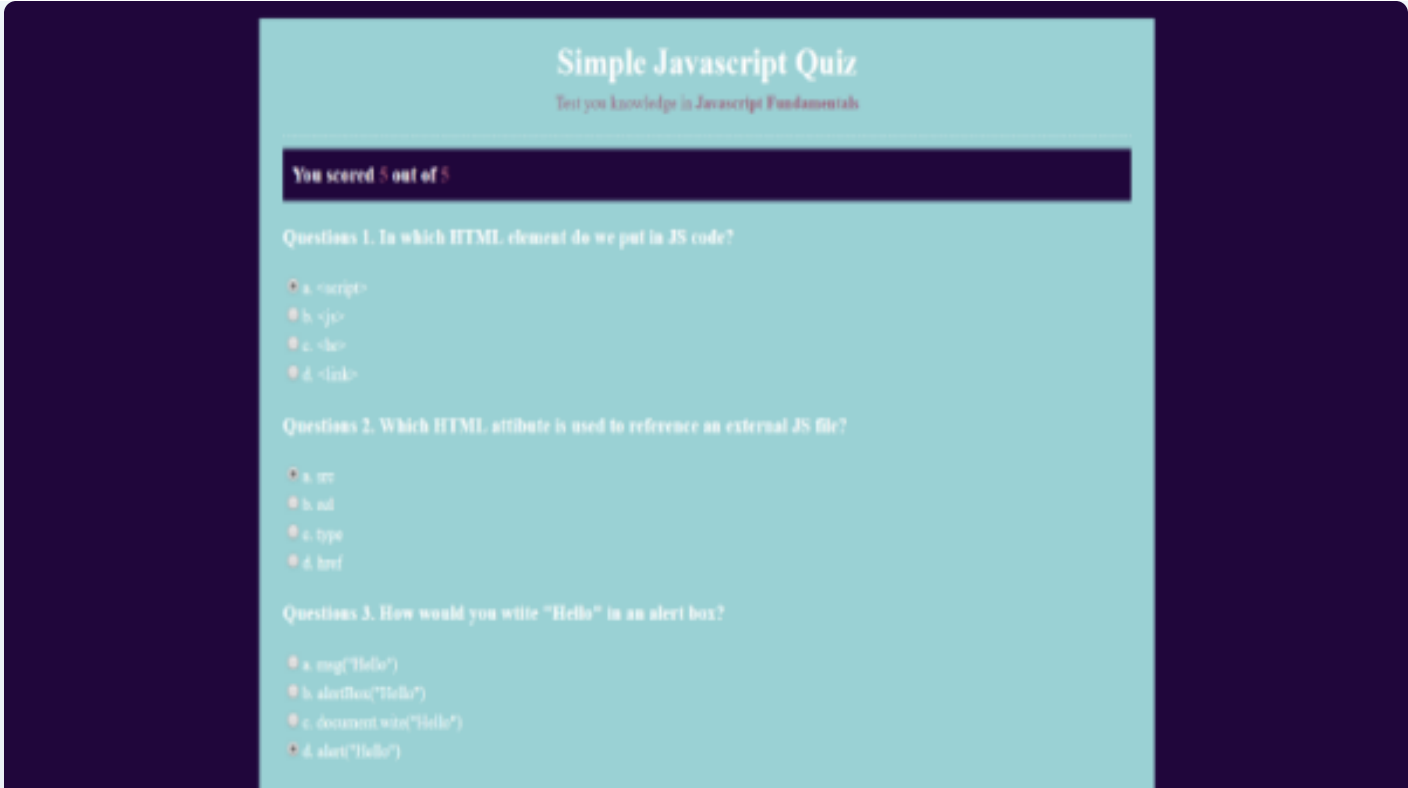 Simple Javascript Quiz
Test you knowledge in Javascript Fundamentals
You scored 5 out of 5
Questions 1. In which HTML element do we put in JS code?
a. <script>
b. <js>
c. <br>
d. <link>
Questions 2. Which HTML attibute is used to reference an external JS file?
a. src
b. rel
c. type
d. href
Questions 3. How would you wtite "Hello" in an alert box?
a. msg("Hello")
b. alertBox("Hello")
c. document.wite("Hello")
d. alert("Hello")